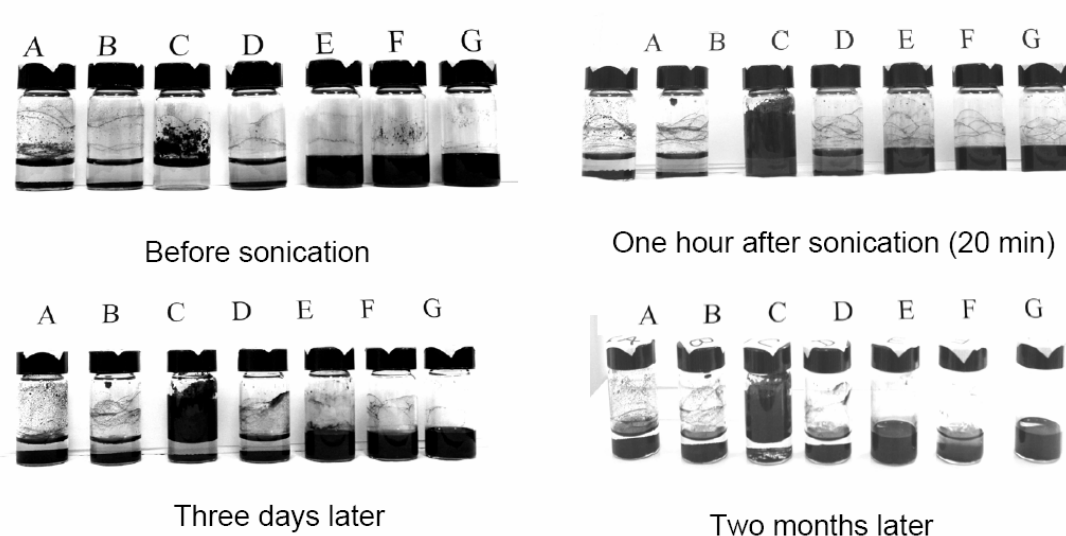 A B C D E F G
Before sonication
A B C D E F G
One hour after sonication (20 min)
A B C D E F G
Three days later
A B C D E F G
Two months later